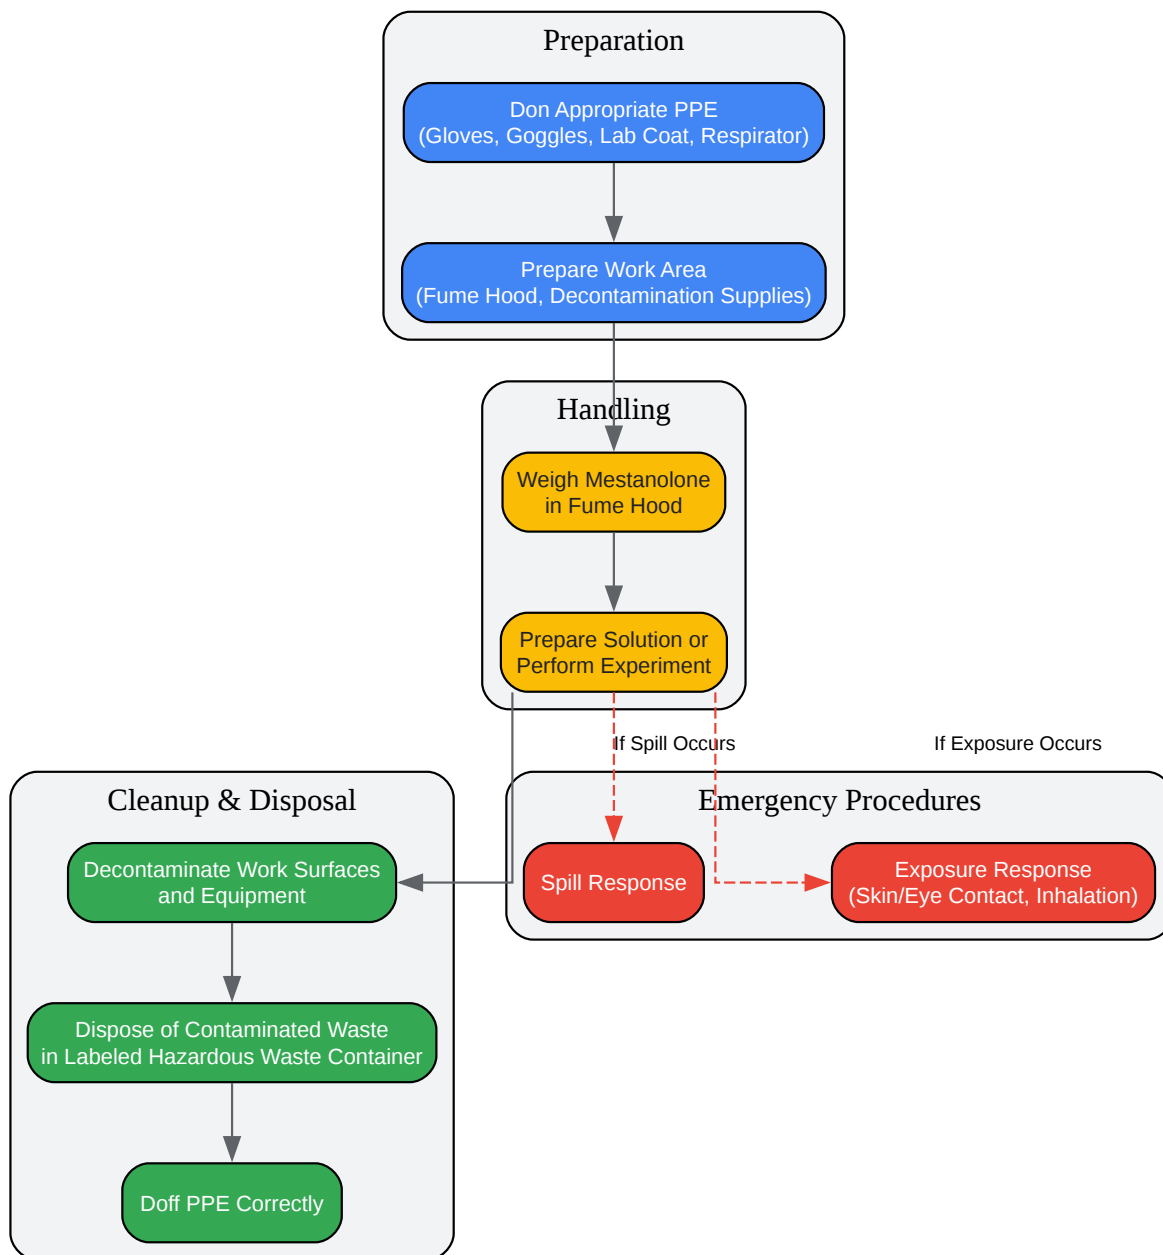 Preparation
Don Appropriate PPE
(Gloves, Goggles, Lab Coat, Respirator)
Prepare Work Area
(Fume Hood, Decontamination Supplies)
Handling
Weigh Mestanolone
in Fume Hood
Prepare Solution or
Perform Experiment
If Spill Occurs
If Exposure Occurs
Cleanup & Disposal
Decontaminate Work Surfaces
and Equipment
Dispose of Contaminated Waste
in Labeled Hazardous Waste Container
Doff PPE Correctly
Emergency Procedures
Spill Response
Exposure Response
(Skin/Eye Contact, Inhalation)